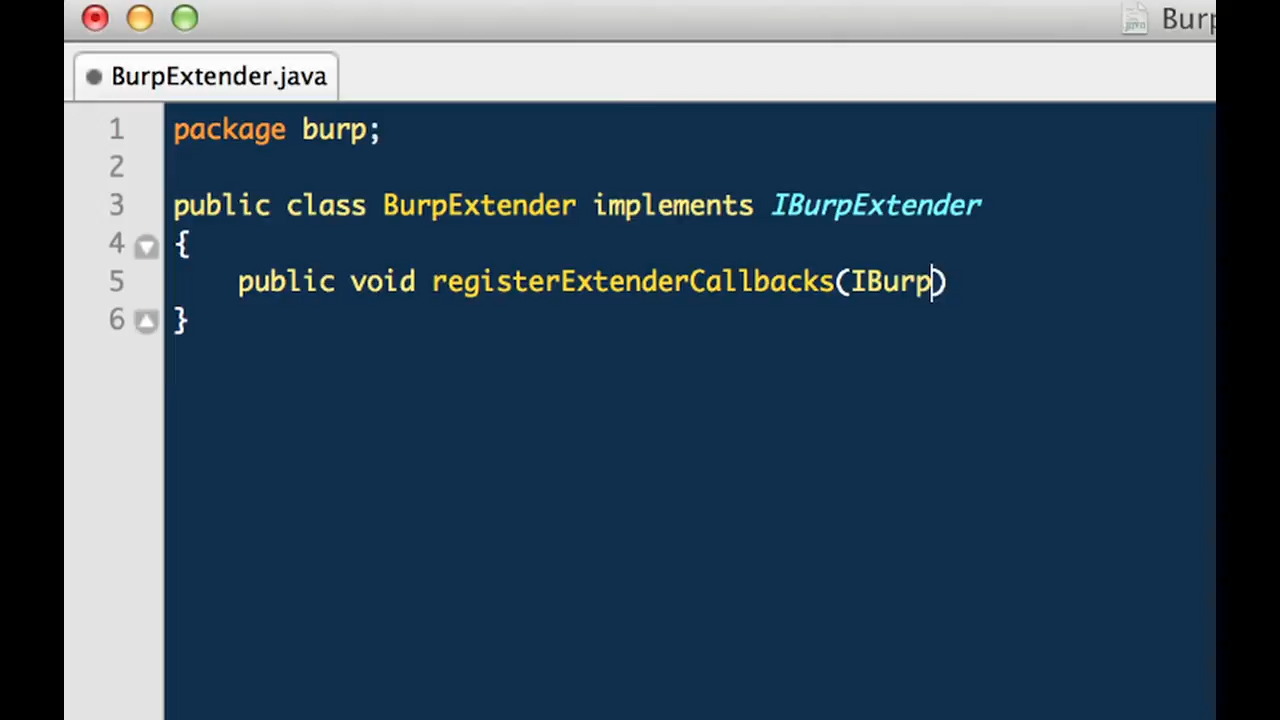 Burp
BurpExtender.java
1 package burp;
2
3 public class BurpExtender implements IBurpExtender
4 {
5 public void registerExtenderCallbacks(IBurp)
6 }